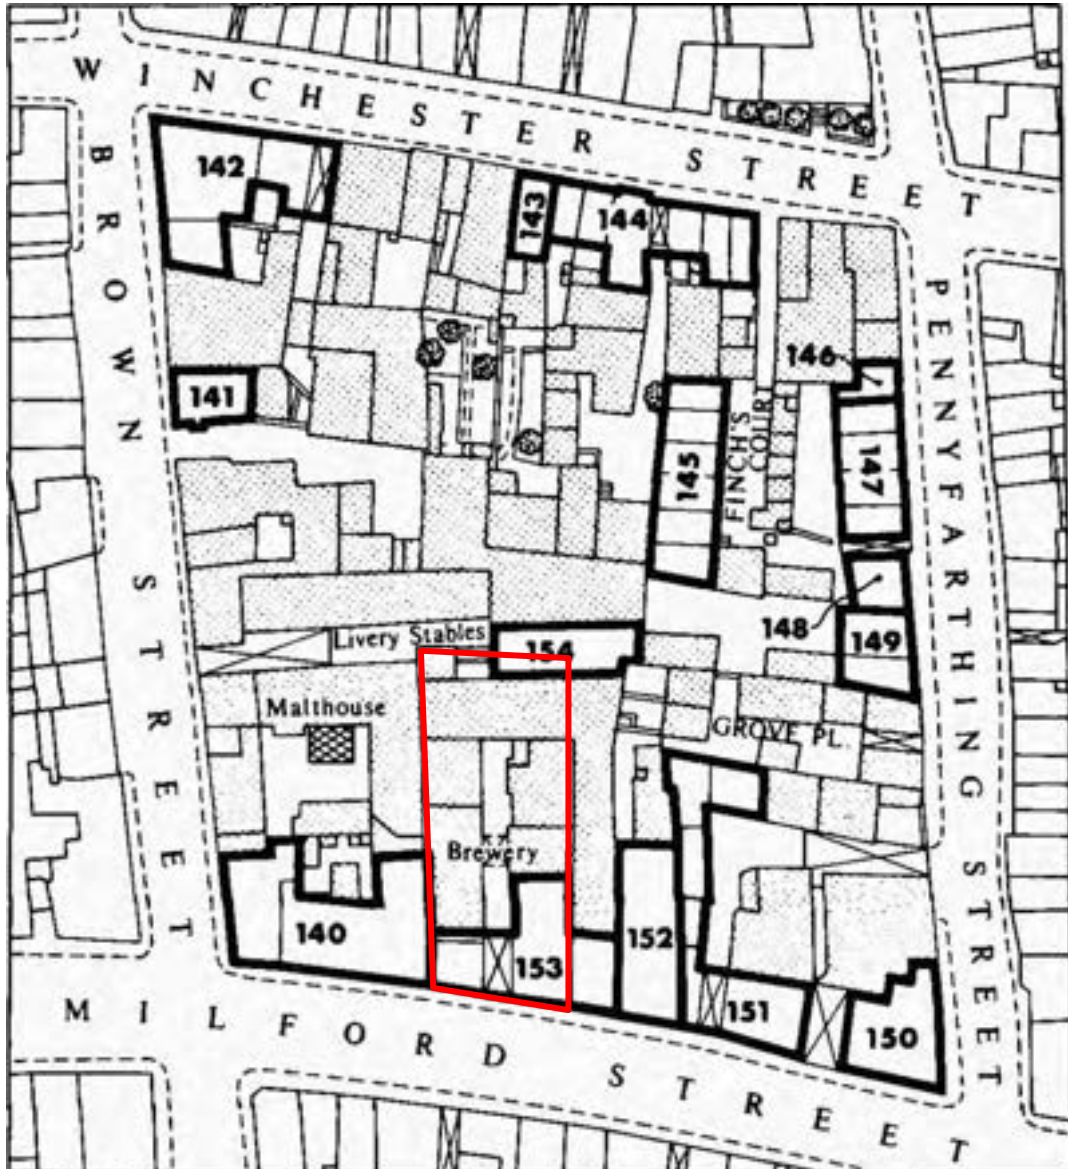 WINCHESTER STREET
BROWN STREET
142
143
144
PENNYFARTHING STREET
146
141
145
FINCH'S
COURT
147
148
149
Livery Stables
154
Malthouse
GROVE PL.
Brewery
140
153
152
151
150
MILFORD STREET